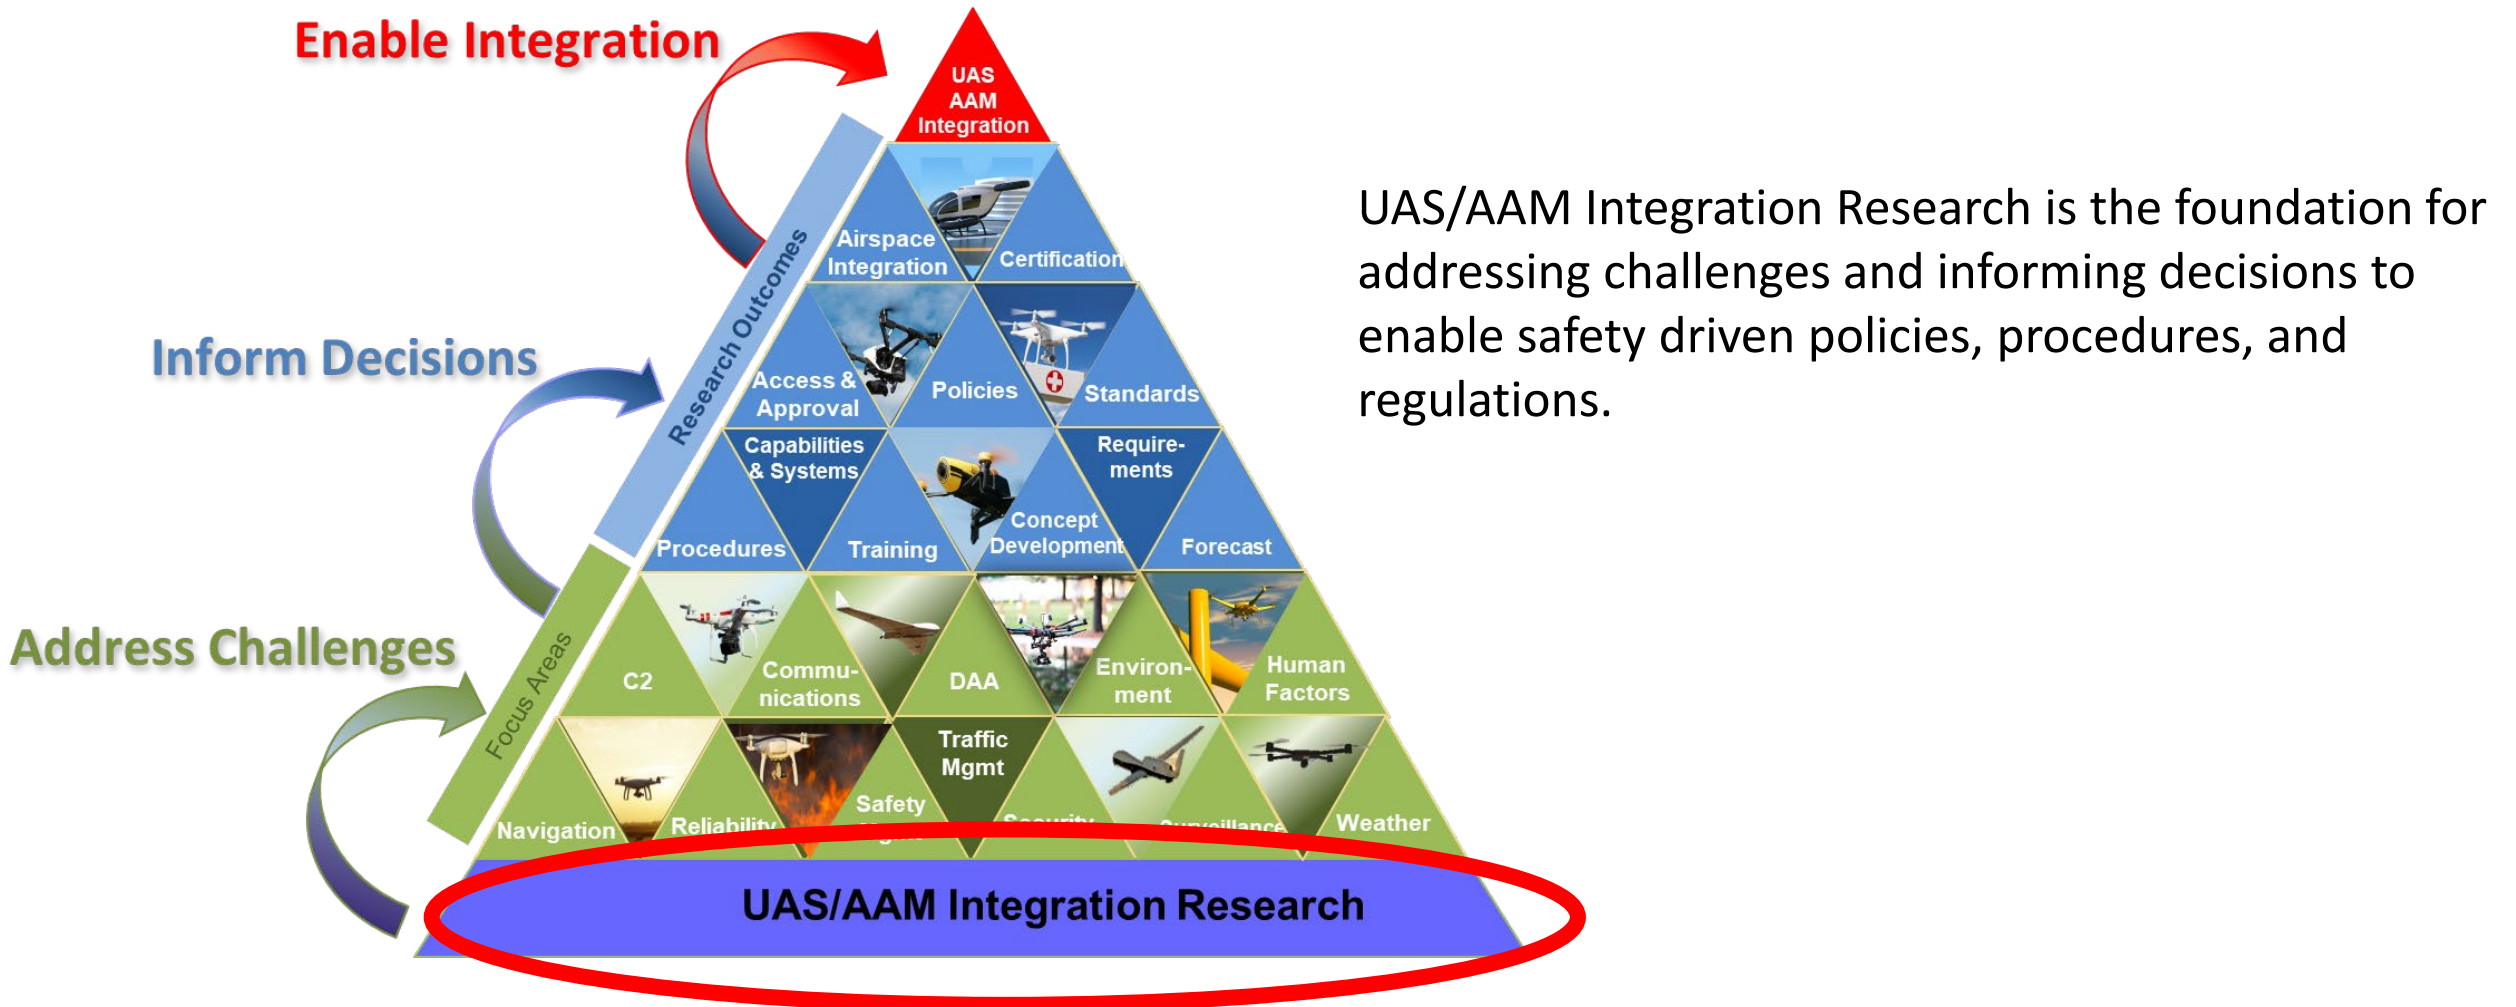 Enable Integration
UAS
AAM
Integration
Airspace
Integration
Certification
Research Outcomes
Inform Decisions
Access &
Approval
Policies
Standards
Capabilities
& Systems
Require-
ments
Procedures
Training
Concept
Development
Forecast
Address Challenges
Focus Areas
C2
Commu-
nications
DAA
Environ-
ment
Human
Factors
Navigation
Reliability
Safety
Traffic
Mgmt
Security
Surveillance
Weather
UAS/AAM Integration Research
UAS/AAM Integration Research is the foundation for
addressing challenges and informing decisions to
enable safety driven policies, procedures, and
regulations.